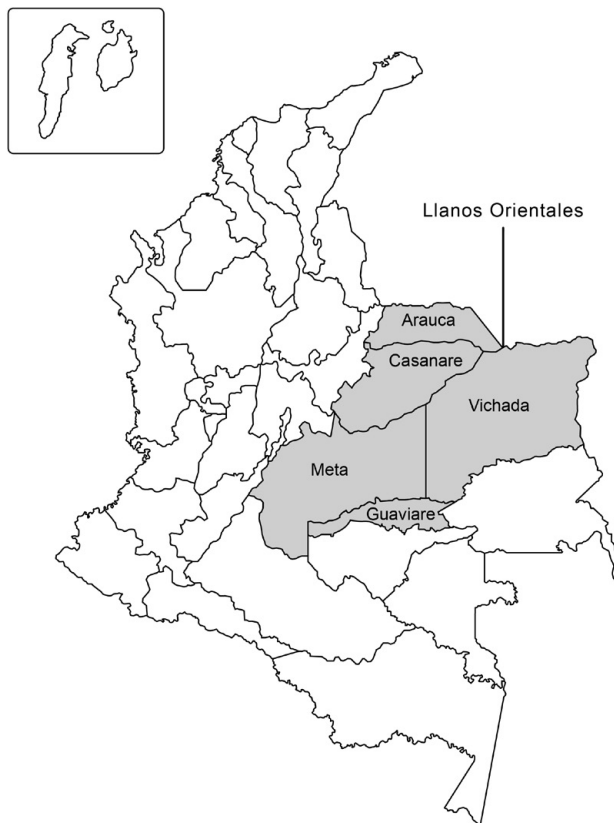 Llanos Orientales
Arauca
Casanare
Vichada
Meta
Guaviare